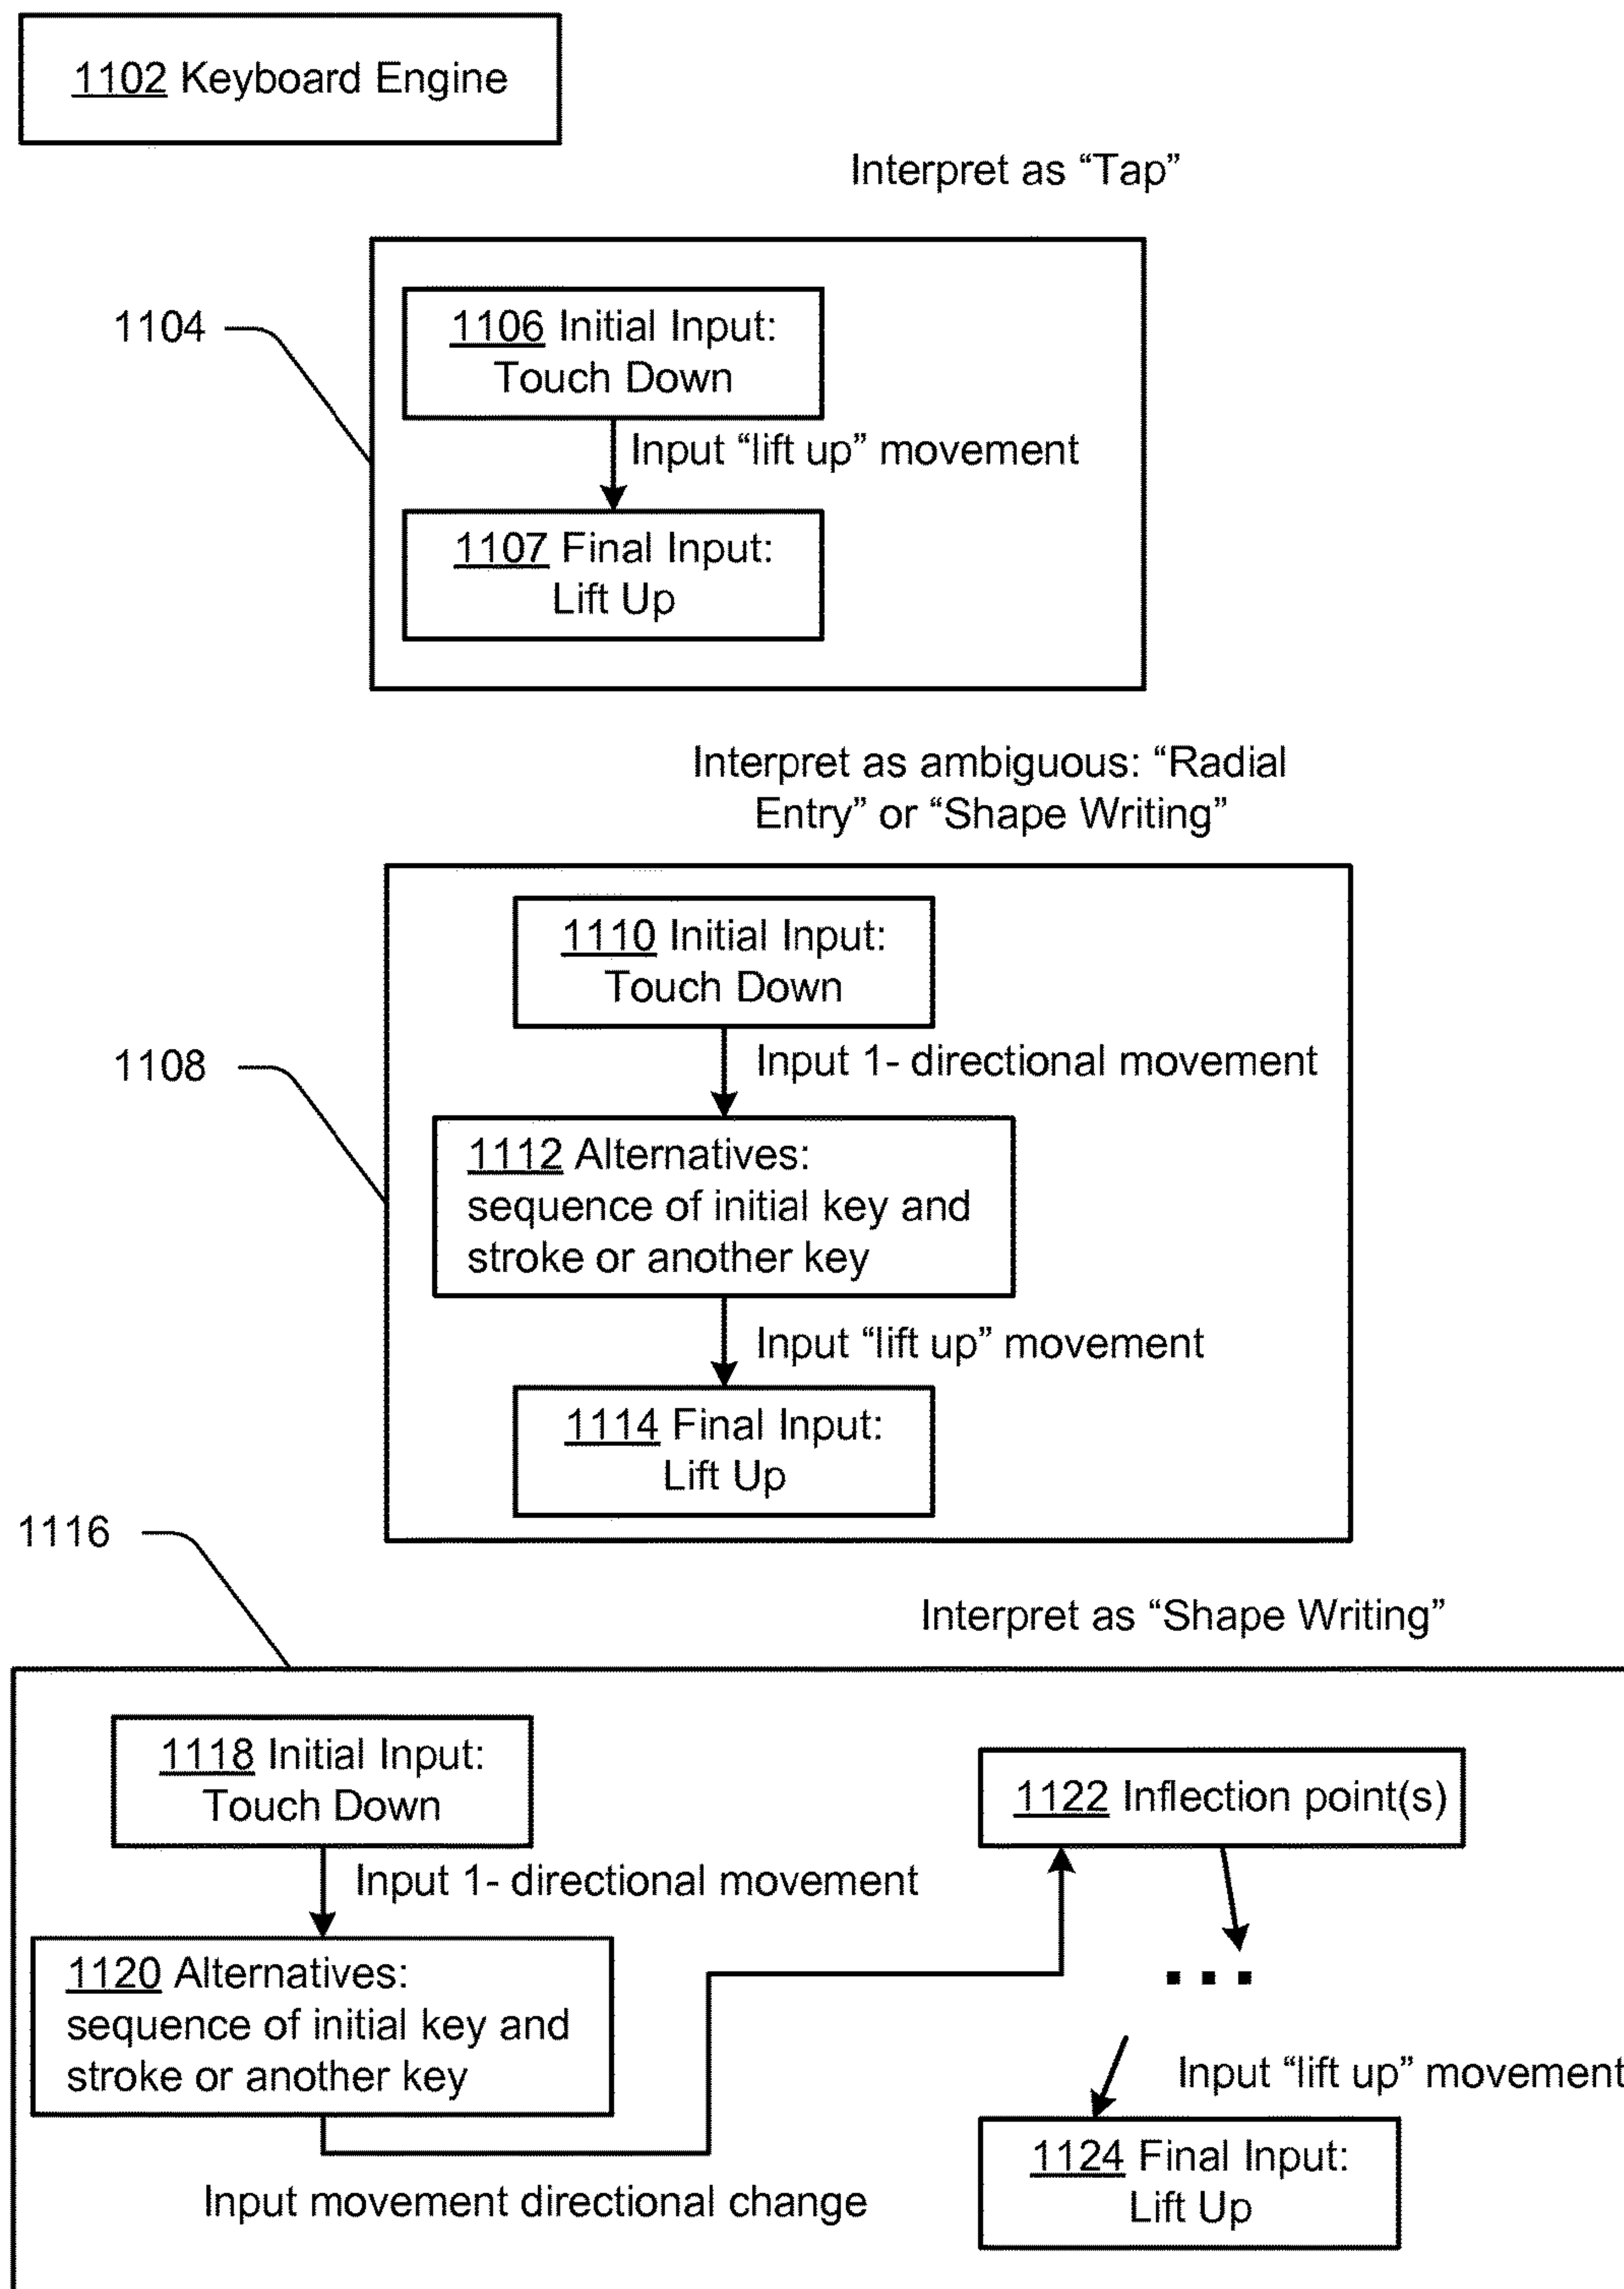 1102 Keyboard Engine
Interpret as “Tap”
1104
1106 Initial Input:
Touch Down
Input “lift up” movement
1107 Final Input:
Lift Up
Interpret as ambiguous: “Radial
Entry” or “Shape Writing”
1108
1110 Initial Input:
Touch Down
Input 1- directional movement
1112 Alternatives:
sequence of initial key and
stroke or another key
Input “lift up” movement
1114 Final Input:
Lift Up
1116
Interpret as “Shape Writing”
1118 Initial Input:
Touch Down
Input 1- directional movement
1120 Alternatives:
sequence of initial key and
stroke or another key
Input movement directional change
1122 Inflection point(s)
...
Input “lift up” movement
1124 Final Input:
Lift Up